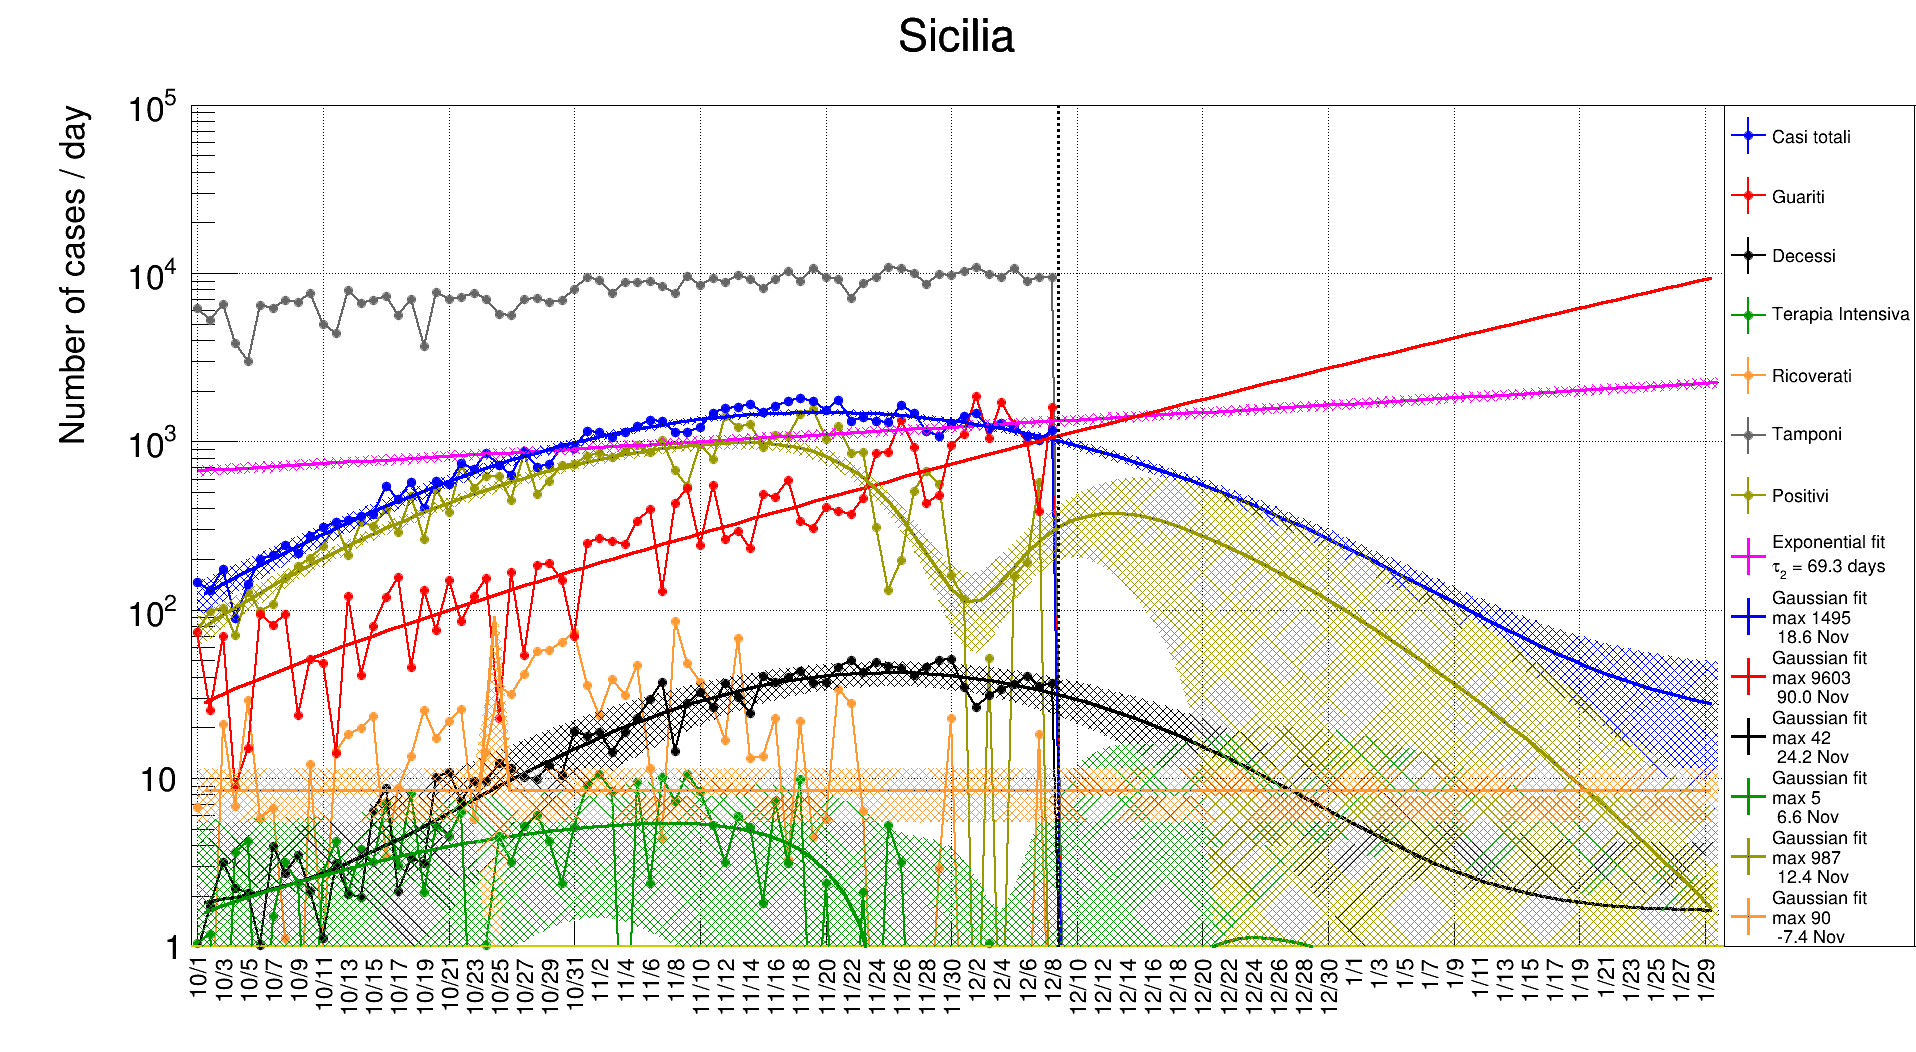 Sicilia
Number of cases / day
10^5
10^4
10^3
10^2
10
1
10/1
10/3
10/5
10/7
10/9
10/11
10/13
10/15
10/17
10/19
10/21
10/23
10/25
10/27
10/29
10/31
11/2
11/4
11/6
11/8
11/10
11/12
11/14
11/16
11/18
11/20
11/22
11/24
11/26
11/28
11/30
12/2
12/4
12/6
12/8
12/10
12/12
12/14
12/16
12/18
12/20
12/22
12/24
12/26
12/28
12/30
1/1
1/3
1/5
1/7
1/9
1/11
1/13
1/15
1/17
1/19
1/21
1/23
1/25
1/27
1/29
Casi totali
Guariti
Decessi
Terapia Intensiva
Ricoverati
Tamponi
Positivi
Exponential fit
τ2 = 69.3 days
Gaussian fit
max 1495
18.6 Nov
Gaussian fit
max 9603
90.0 Nov
Gaussian fit
max 42
24.2 Nov
Gaussian fit
max 5
6.6 Nov
Gaussian fit
max 987
12.4 Nov
Gaussian fit
max 90
-7.4 Nov